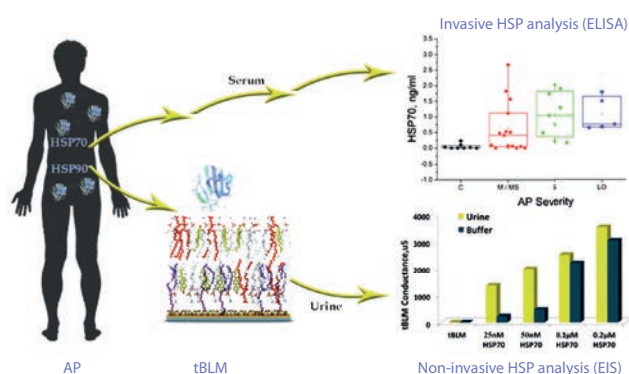 Invasive HSP analysis (ELISA)
Serum
HSP70
HSP90
HSP70, ng/ml
3.5
3.0
2.5
2.0
1.5
1.0
0.5
0.0
-0.5
-1.0
C
M / MS
S
LO
AP Severity
Urine
tBLM Conductance,uS
4000
3000
2000
1000
0
Urine
Buffer
tBLM
25nM
HSP70
50nM
HSP70
0.1µM
HSP70
0.2µM
HSP70
AP
tBLM
Non-invasive HSP analysis (EIS)